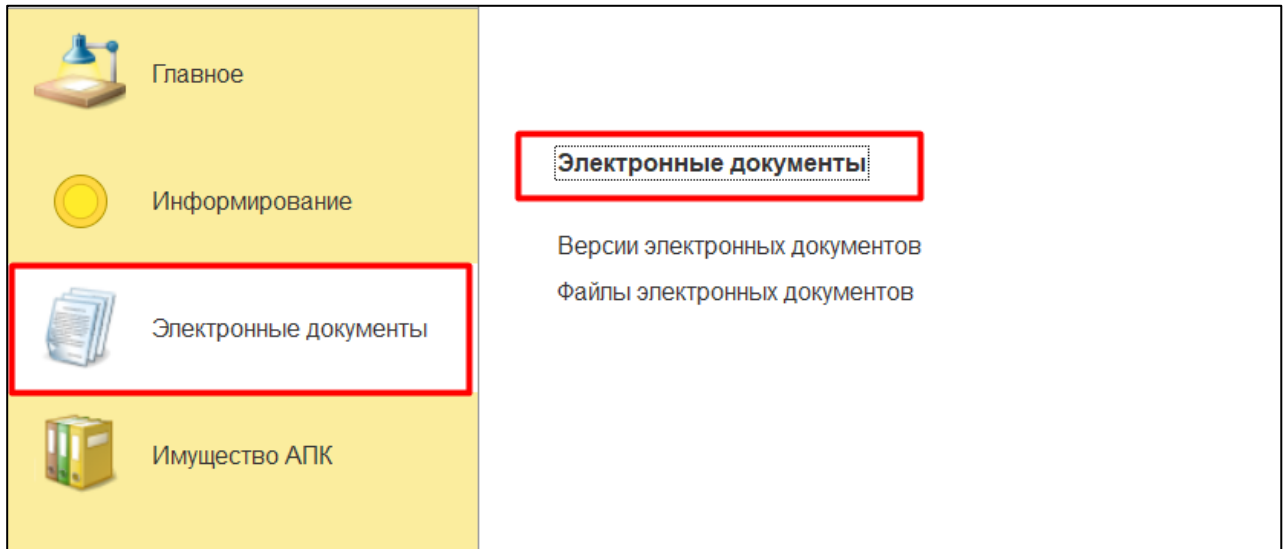 Главное
Информирование
Электронные документы
Имущество АПК
Электронные документы
Версии электронных документов
Файлы электронных документов